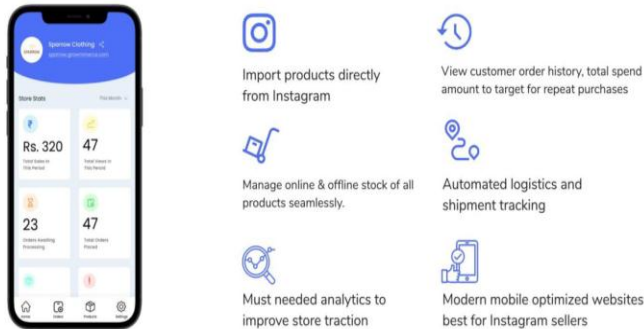 Sparrow Clothing
Store Stats
This Month
Rs. 320
Total Sales In
This Period
47
Total Views In
This Period
23
Orders Awaiting
Processing
47
Total Orders
Placed
Home
Orders
Products
Settings
Import products directly
from Instagram
View customer order history, total spend
amount to target for repeat purchases
Manage online & offline stock of all
products seamlessly.
Automated logistics and
shipment tracking
Must needed analytics to
improve store traction
Modern mobile optimized websites
best for Instagram sellers